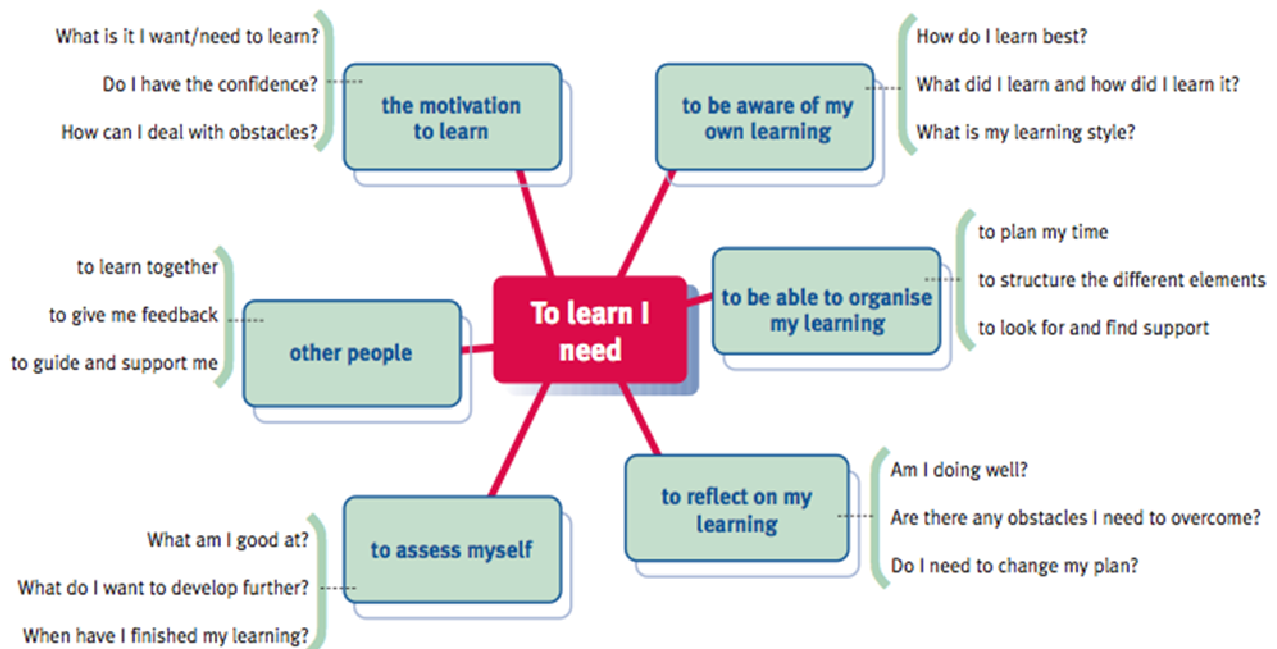 What is it I want/need to learn?
Do I have the confidence?
How can I deal with obstacles?
the motivation
to learn
to be aware of my
own learning
How do I learn best?
What did I learn and how did I learn it?
What is my learning style?
to learn together
to give me feedback
to guide and support me
other people
To learn I
need
to be able to organise
my learning
to plan my time
to structure the different elements
to look for and find support
What am I good at?
What do I want to develop further?
When have I finished my learning?
to assess myself
to reflect on my
learning
Am I doing well?
Are there any obstacles I need to overcome?
Do I need to change my plan?